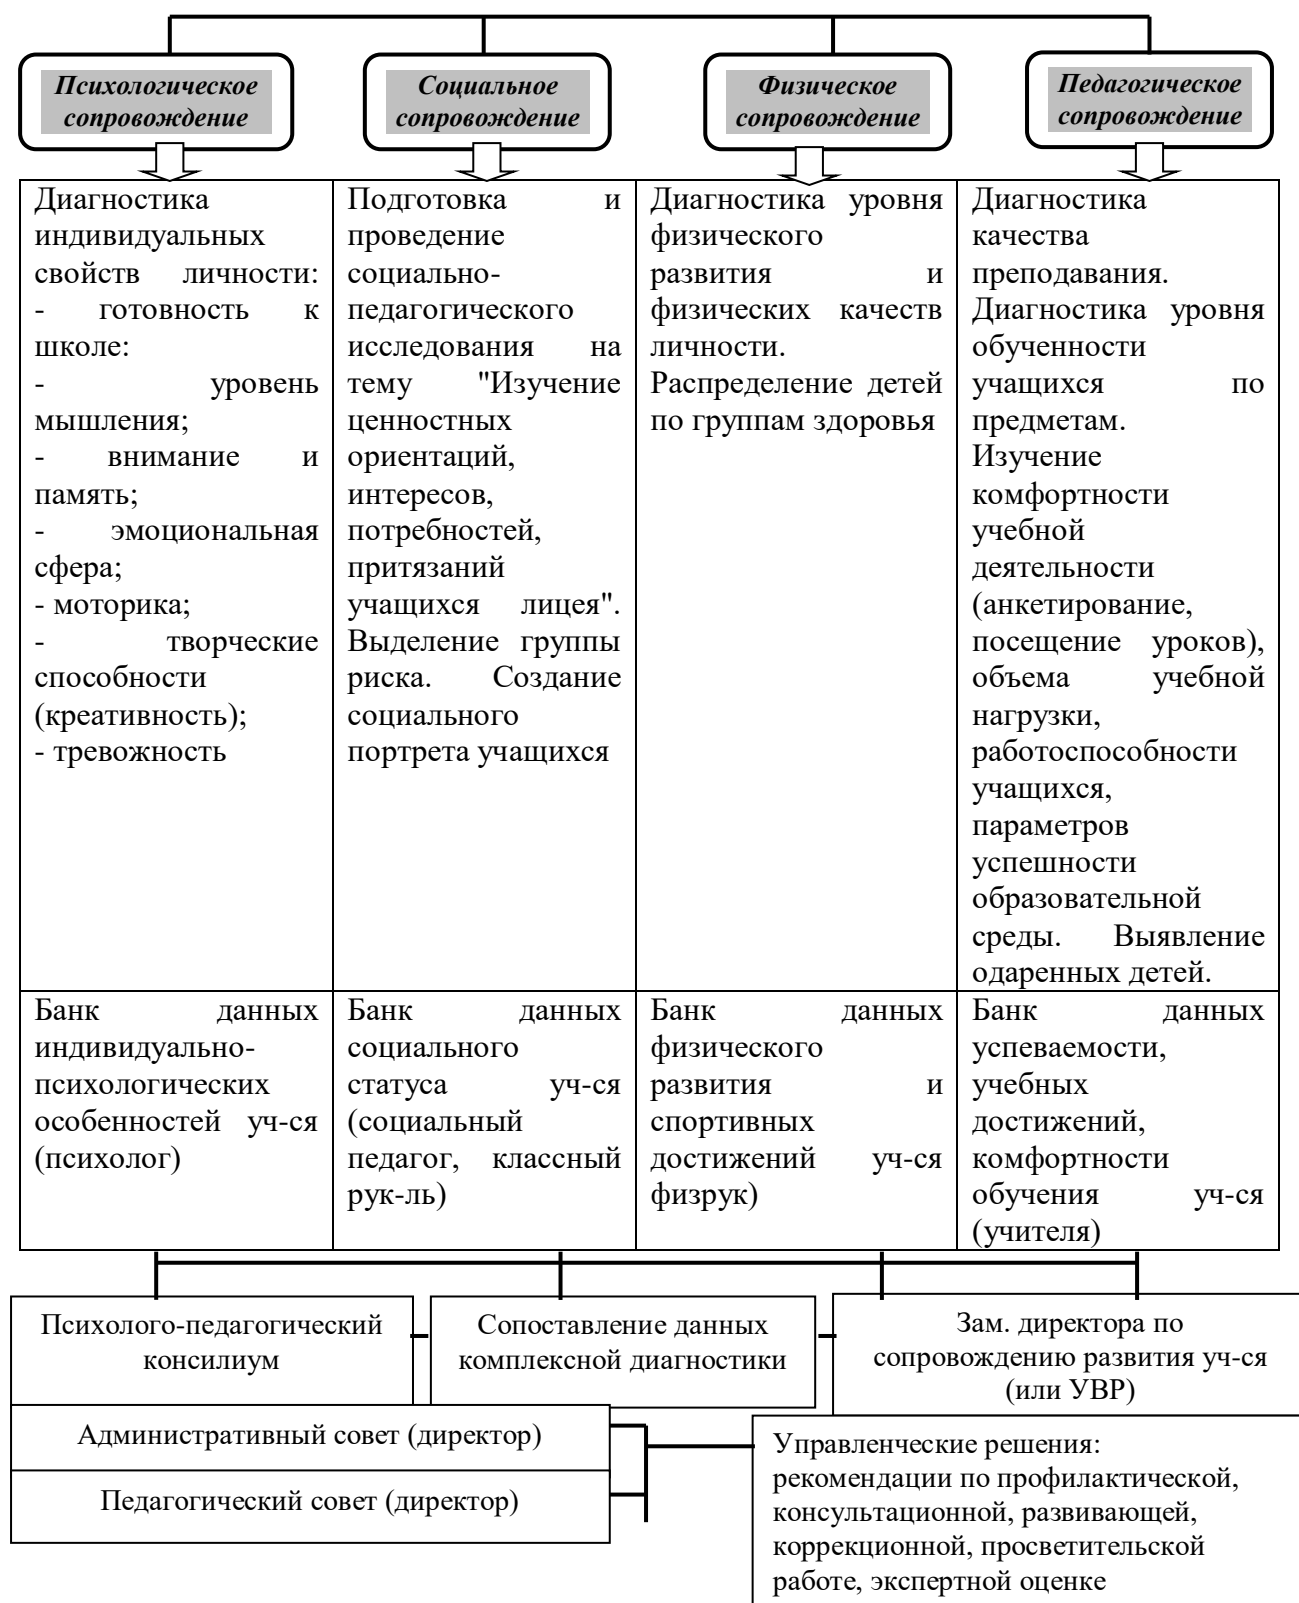 Психологическое
сопровождение
Социальное
сопровождение
Физическое
сопровождение
Педагогическое
сопровождение
Диагностика
индивидуальных
свойств личности:
- готовность к
школе:
- уровень
мышления;
- внимание и
память;
- эмоциональная
сфера;
- моторика;
- творческие
способности
(креативность);
- тревожность
Подготовка и
проведение
социально-
педагогического
исследования на
тему "Изучение
ценностных
ориентаций,
интересов,
потребностей,
притязаний
учащихся лицея".
Выделение группы
риска. Создание
социального
портрета учащихся
Диагностика уровня
физического
развития и
физических качеств
личности.
Распределение детей
по группам здоровья
Диагностика
качества
преподавания.
Диагностика уровня
обученности
учащихся по
предметам.
Изучение
комфортности
учебной
деятельности
(анкетирование,
посещение уроков),
объема учебной
нагрузки,
работоспособности
учащихся,
параметров
успешности
образовательной
среды. Выявление
одаренных детей.
Банк данных
индивидуально-
психологических
особенностей уч-ся
(психолог)
Банк данных
социального
статуса уч-ся
(социальный
педагог, классный
рук-ль)
Банк данных
физического
развития и
спортивных
достижений уч-ся
физрук)
Банк данных
успеваемости,
учебных
достижений,
комфортности
обучения уч-ся
(учителя)
Психолого-педагогический
консилиум
Сопоставление данных
комплексной диагностики
Зам. директора по
сопровождению развития уч-ся
(или УВР)
Административный совет (директор)
Педагогический совет (директор)
Управленческие решения:
рекомендации по профилактической,
консультационной, развивающей,
коррекционной, просветительской
работе, экспертной оценке